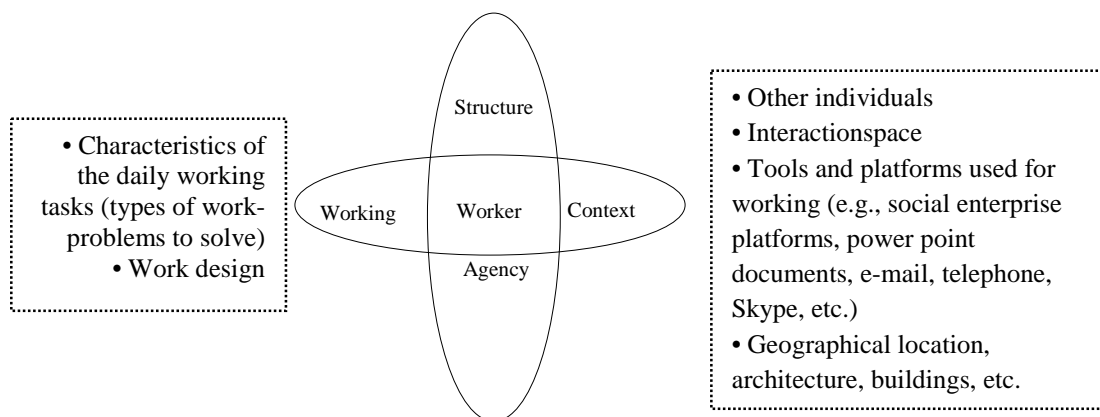 • Characteristics of
the daily working
tasks (types of work-
problems to solve)
• Work design
Structure
Working
Worker
Context
Agency
• Other individuals
• Interactionspace
• Tools and platforms used for
working (e.g., social enterprise
platforms, power point
documents, e-mail, telephone,
Skype, etc.)
• Geographical location,
architecture, buildings, etc.